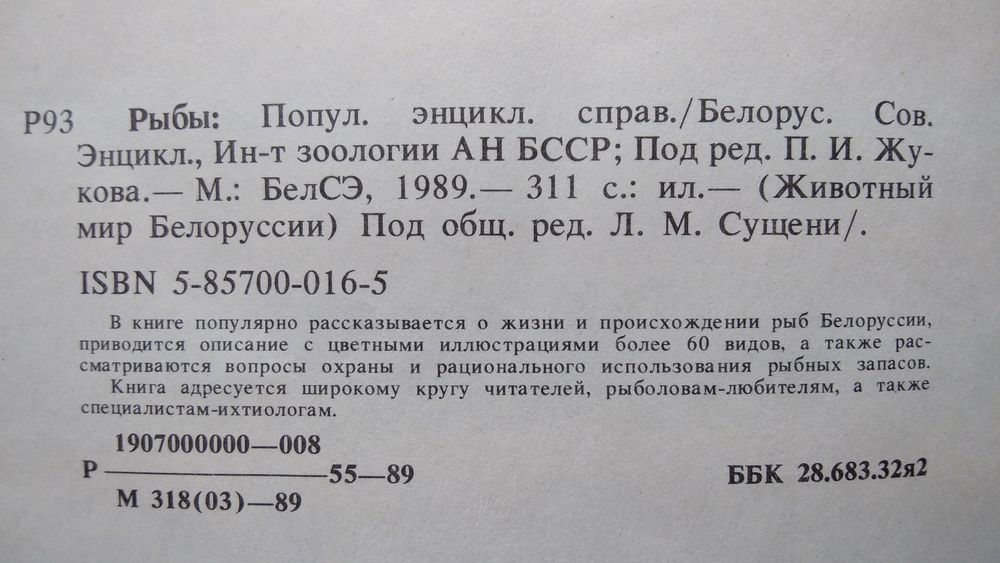 Р93 Рыбы: Попул. энцикл. справ./Белорус. Сов.
Энцикл., Ин-т зоологии АН БССР; Под ред. П. И. Жу-
кова.— М.: БелСЭ, 1989.— 311 с.: ил.— (Животный
мир Белоруссии) Под общ. ред. Л. М. Сущени/.
ISBN 5-85700-016-5
В книге популярно рассказывается о жизни и происхождении рыб Белоруссии,
приводится описание с цветными иллюстрациями более 60 видов, а также рас-
сматриваются вопросы охраны и рационального использования рыбных запасов.
Книга адресуется широкому кругу читателей, рыболовам-любителям, а также
специалистам-ихтиологам.
1907000000—008
Р ——— 55—89
М 318(03)—89
ББК 28.683.32я2